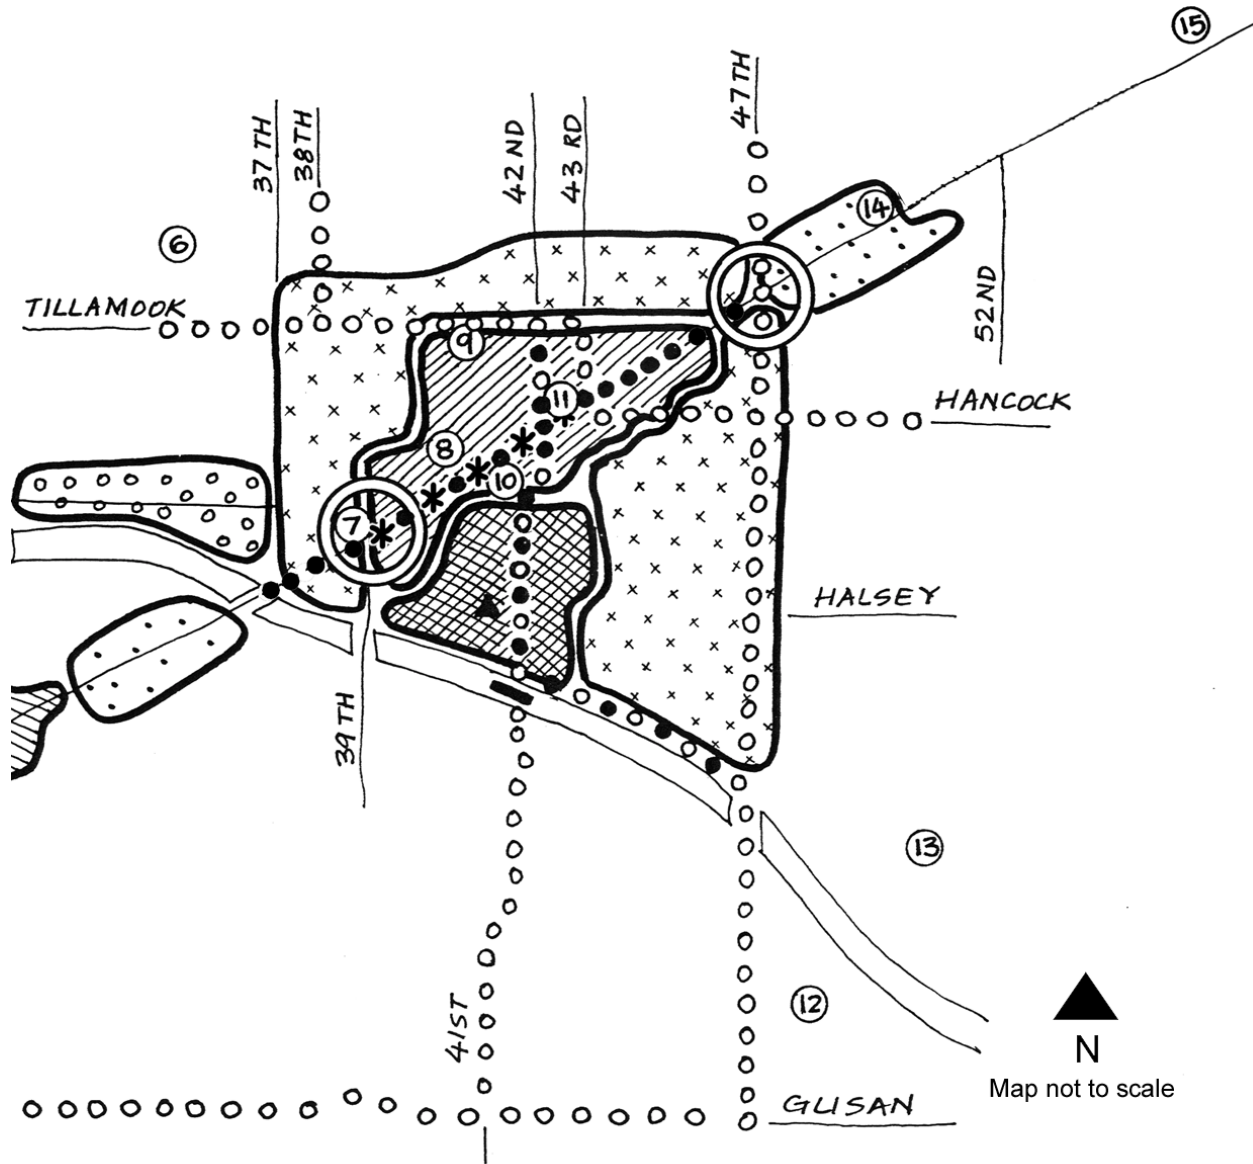 15
47TH
37TH
38TH
42ND
43RD
14
6
TILLAMOOK
52ND
9
11
HANCOCK
8
10
7
HALSEY
39TH
13
12
41ST
N
Map not to scale
GLISAN